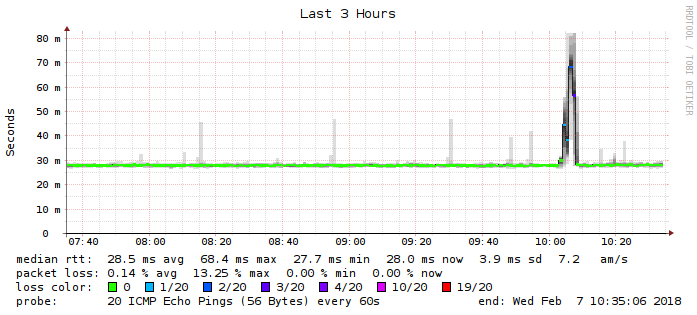 Last 3 Hours
RRDTOOL / TOBI OETIKER
Seconds
80 m
70 m
60 m
50 m
40 m
30 m
20 m
10 m
0
07:40 08:00 08:20 08:40 09:00 09:20 09:40 10:00 10:20
median rtt: 28.5 ms avg 68.4 ms max 27.7 ms min 28.0 ms now 3.9 ms sd 7.2 am/s
packet loss: 0.14 % avg 13.25 % max 0.00 % min 0.00 % now
loss color: 0 1/20 2/20 3/20 4/20 10/20 19/20
probe: 20 ICMP Echo Pings (56 Bytes) every 60s end: Wed Feb 7 10:35:06 2018